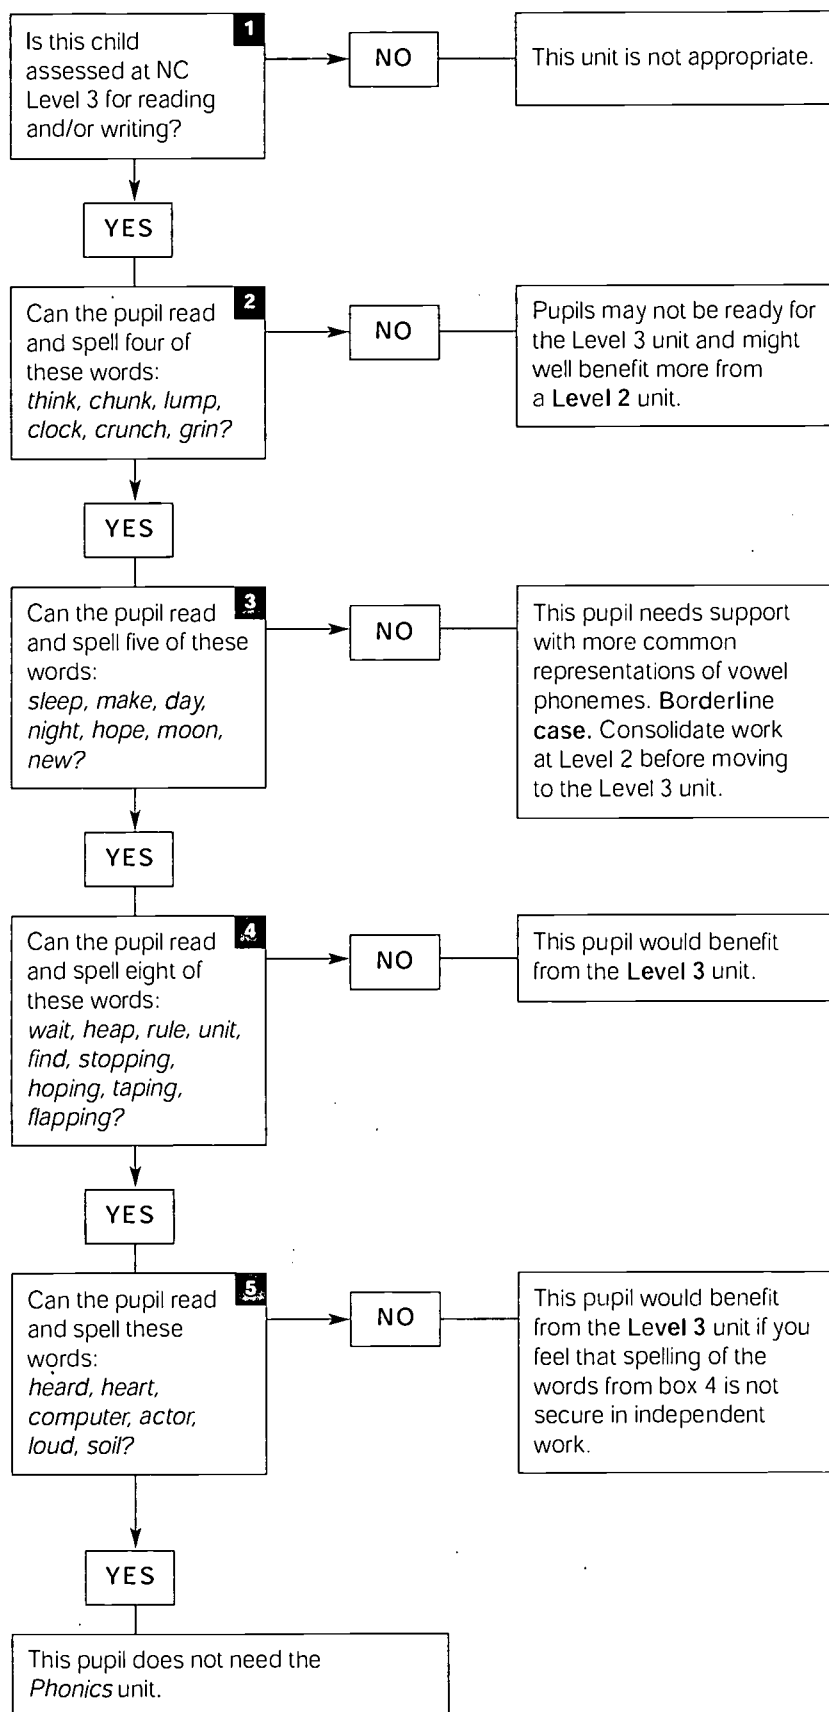 1
Is this child
assessed at NC
Level 3 for reading
and/or writing?
NO
This unit is not appropriate.
YES
2
Can the pupil read
and spell four of
these words:
think, chunk, lump,
clock, crunch, grin?
NO
Pupils may not be ready for
the Level 3 unit and might
well benefit more from
a Level 2 unit.
YES
3
Can the pupil read
and spell five of these
words:
sleep, make, day,
night, hope, moon,
new?
NO
This pupil needs support
with more common
representations of vowel
phonemes. Borderline
case. Consolidate work
at Level 2 before moving
to the Level 3 unit.
YES
4
Can the pupil read
and spell eight of
these words:
wait, heap, rule, unit,
find, stopping,
hoping, taping,
flapping?
NO
This pupil would benefit
from the Level 3 unit.
YES
5
Can the pupil read
and spell these
words:
heard, heart,
computer, actor,
loud, soil?
NO
This pupil would benefit
from the Level 3 unit if you
feel that spelling of the
words from box 4 is not
secure in independent
work.
YES
This pupil does not need the
Phonics unit.